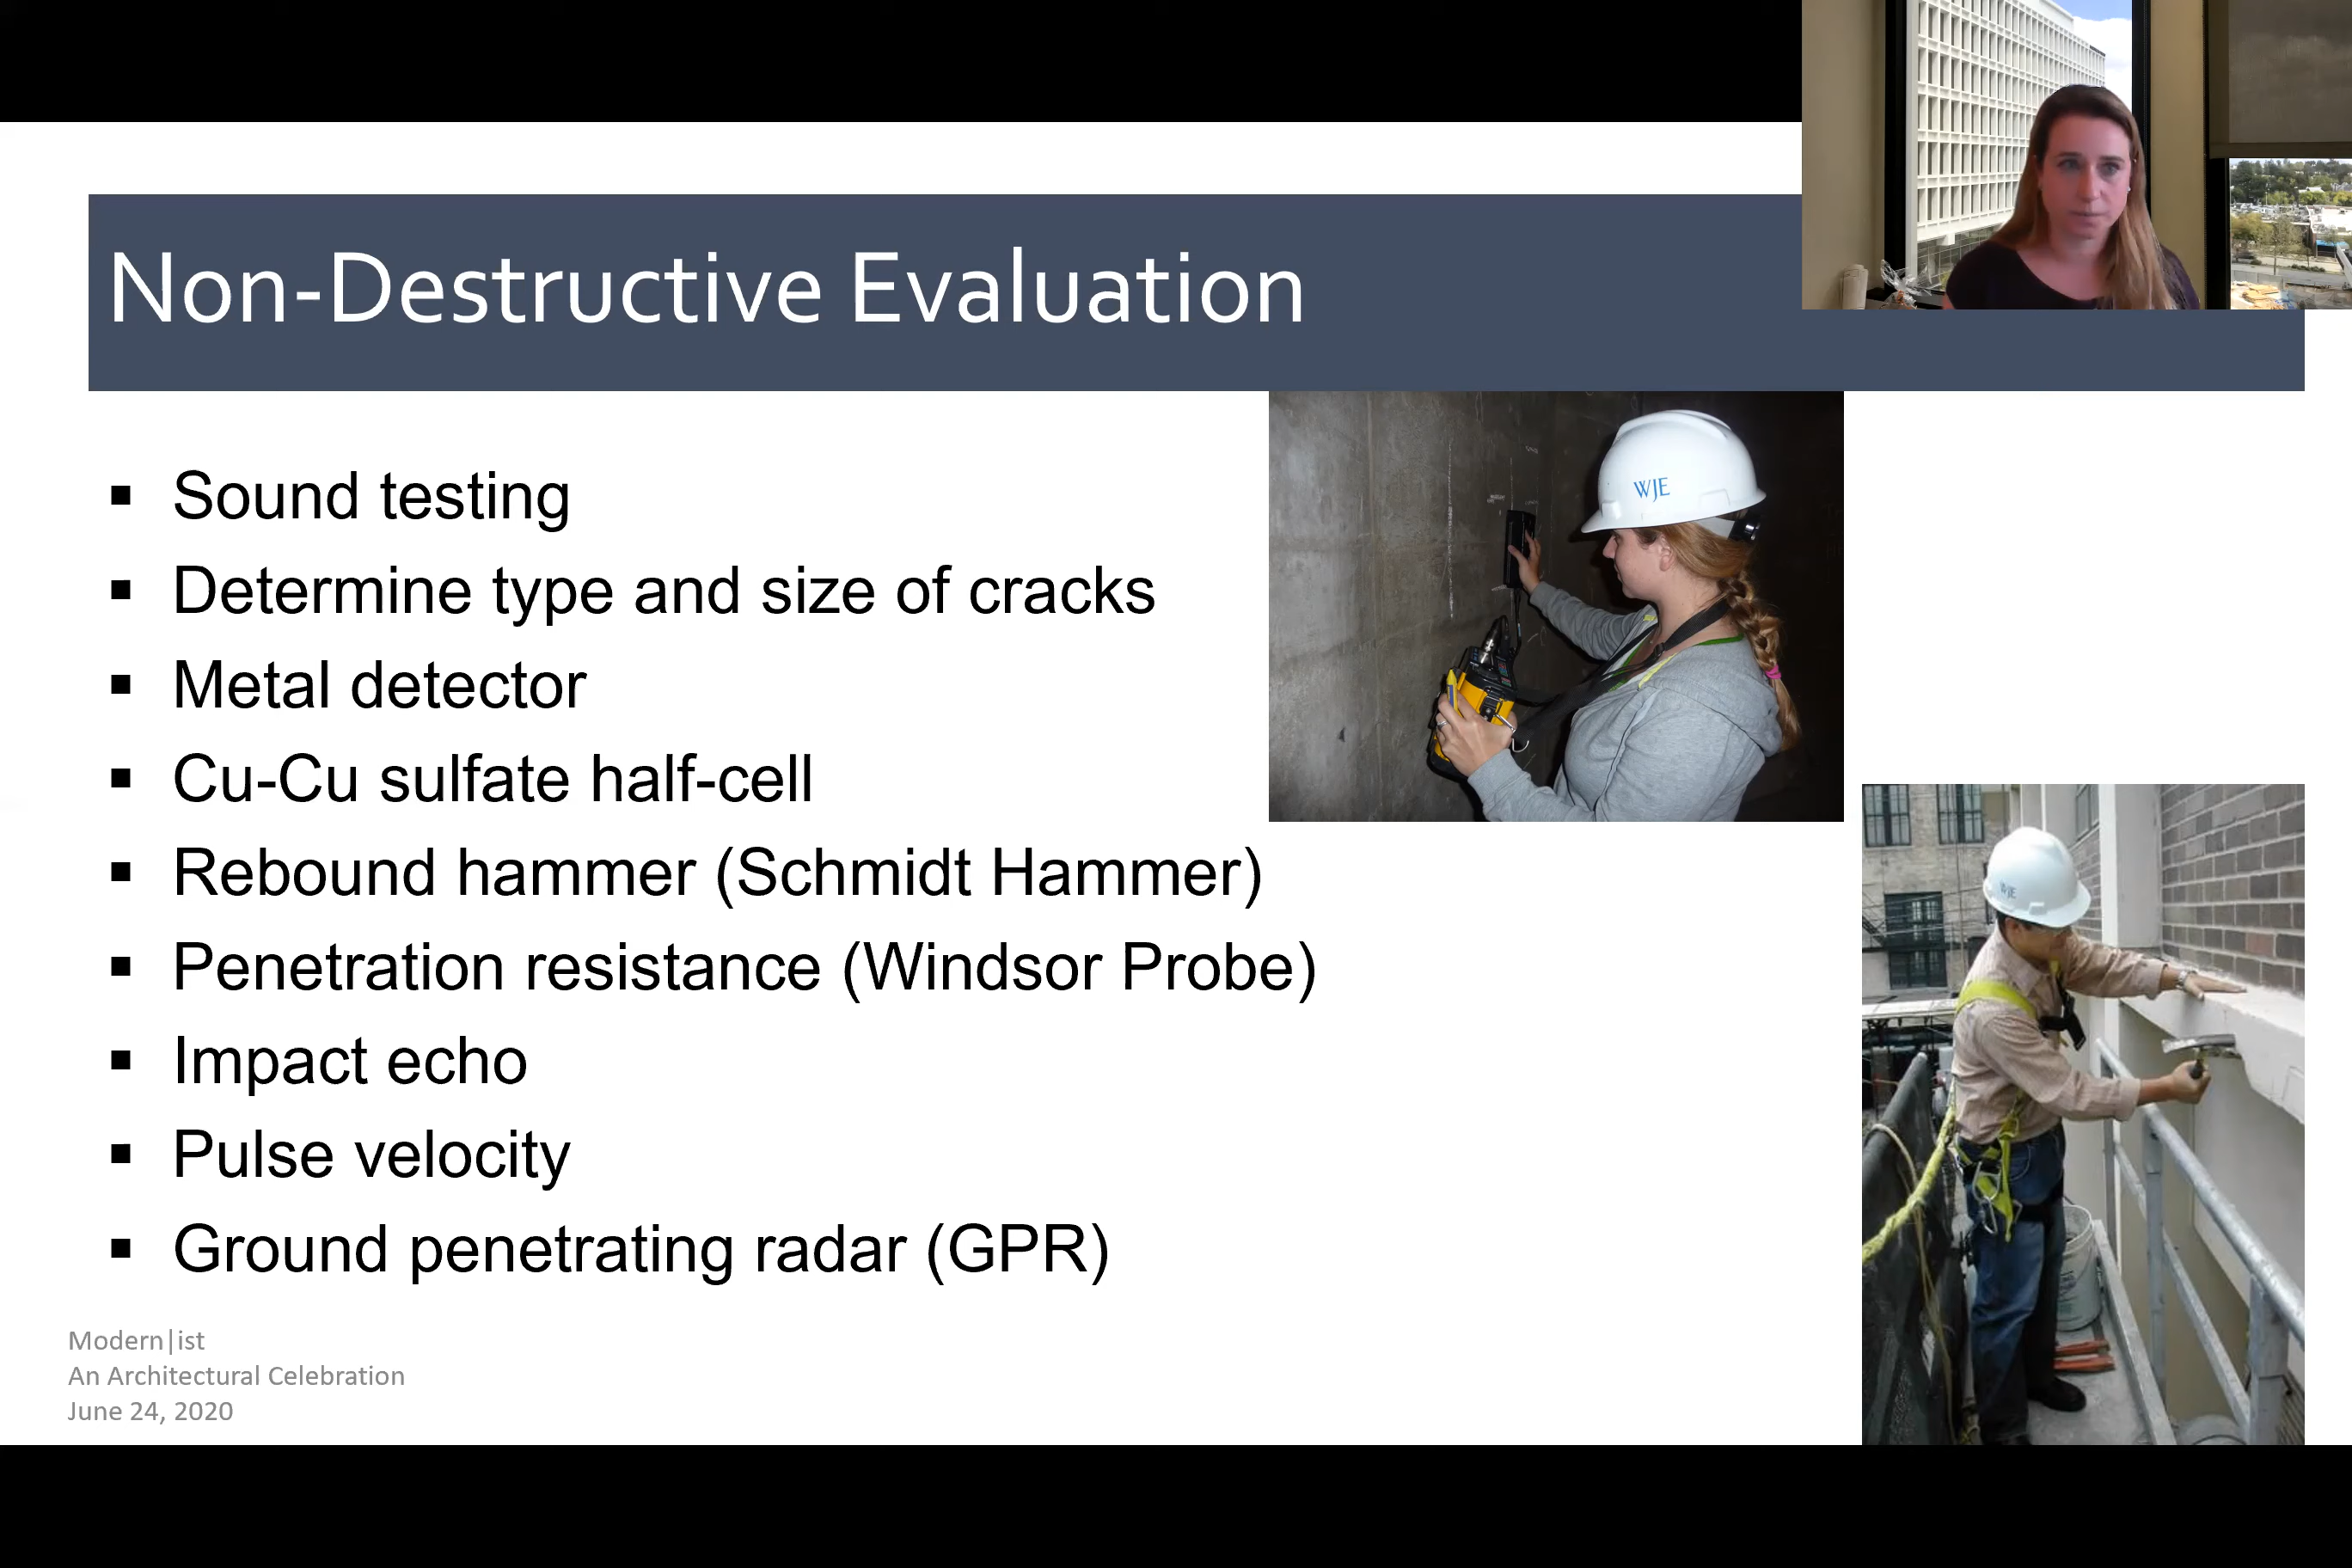 Non-Destructive Evaluation
WJE
▪ Sound testing
▪ Determine type and size of cracks
▪ Metal detector
▪ Cu-Cu sulfate half-cell
▪ Rebound hammer (Schmidt Hammer)
▪ Penetration resistance (Windsor Probe)
▪ Impact echo
▪ Pulse velocity
▪ Ground penetrating radar (GPR)
WJE
Modern|ist
An Architectural Celebration
June 24, 2020